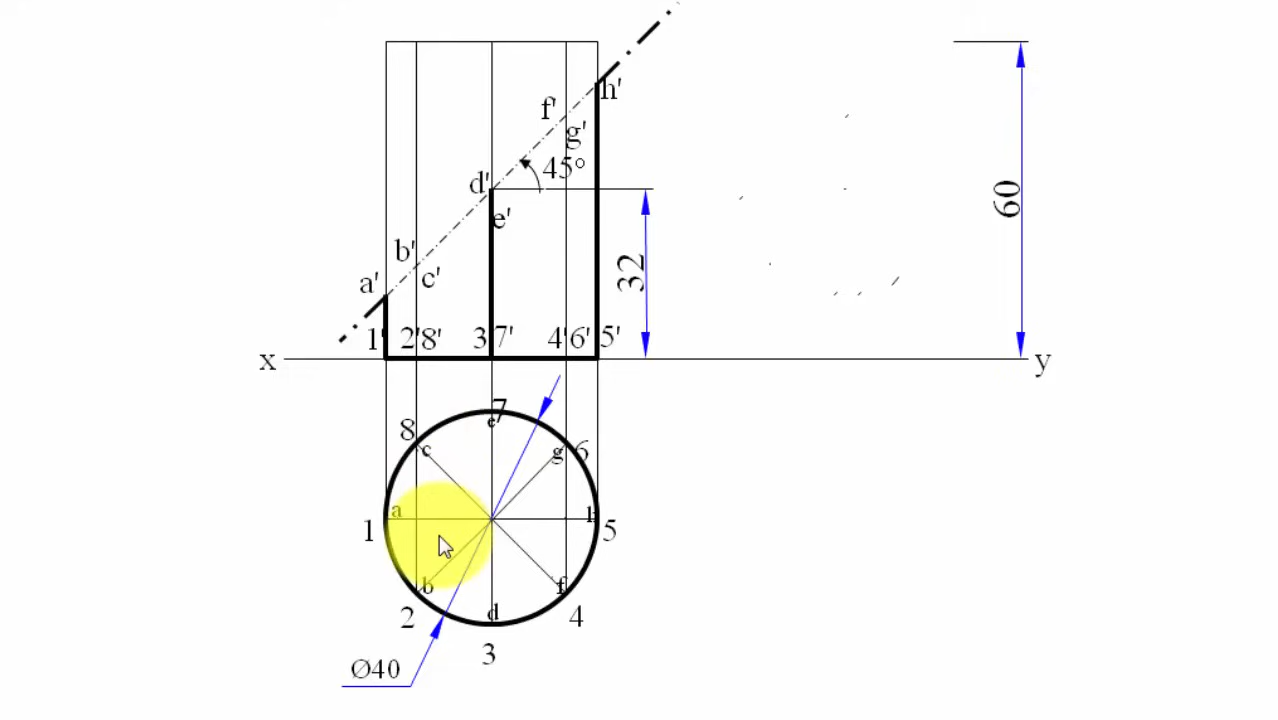 h'
f'
g'
45°
d'
60
e'
b'
c'
32
a'
1' 2' 8' 3 7' 4' 6' 5'
x y
7
e
8 c g 6
a h
1 5
b f
2 d 4
3
Ø40